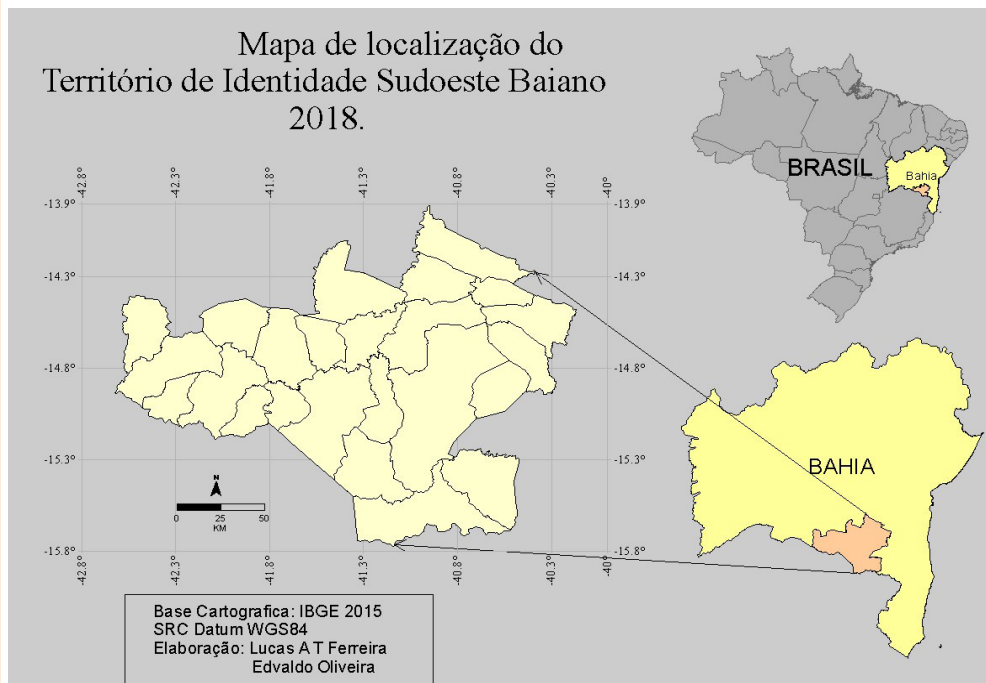 Mapa de localização do
Território de Identidade Sudoeste Baiano
2018.
BRASIL
Bahia
-42.8°
-42.3°
-41.8°
-41.3°
-40.8°
-40.3°
-40°
-13.9°
-13.9°
-14.3°
-14.3°
-14.8°
-14.8°
-15.3°
-15.3°
-15.8°
-15.8°
N
0 25 50
KM
-42.8°
-42.3°
-41.8°
-41.3°
-40.8°
-40.3°
-40°
BAHIA
Base Cartografica: IBGE 2015
SRC Datum WGS84
Elaboração: Lucas A T Ferreira
Edvaldo Oliveira